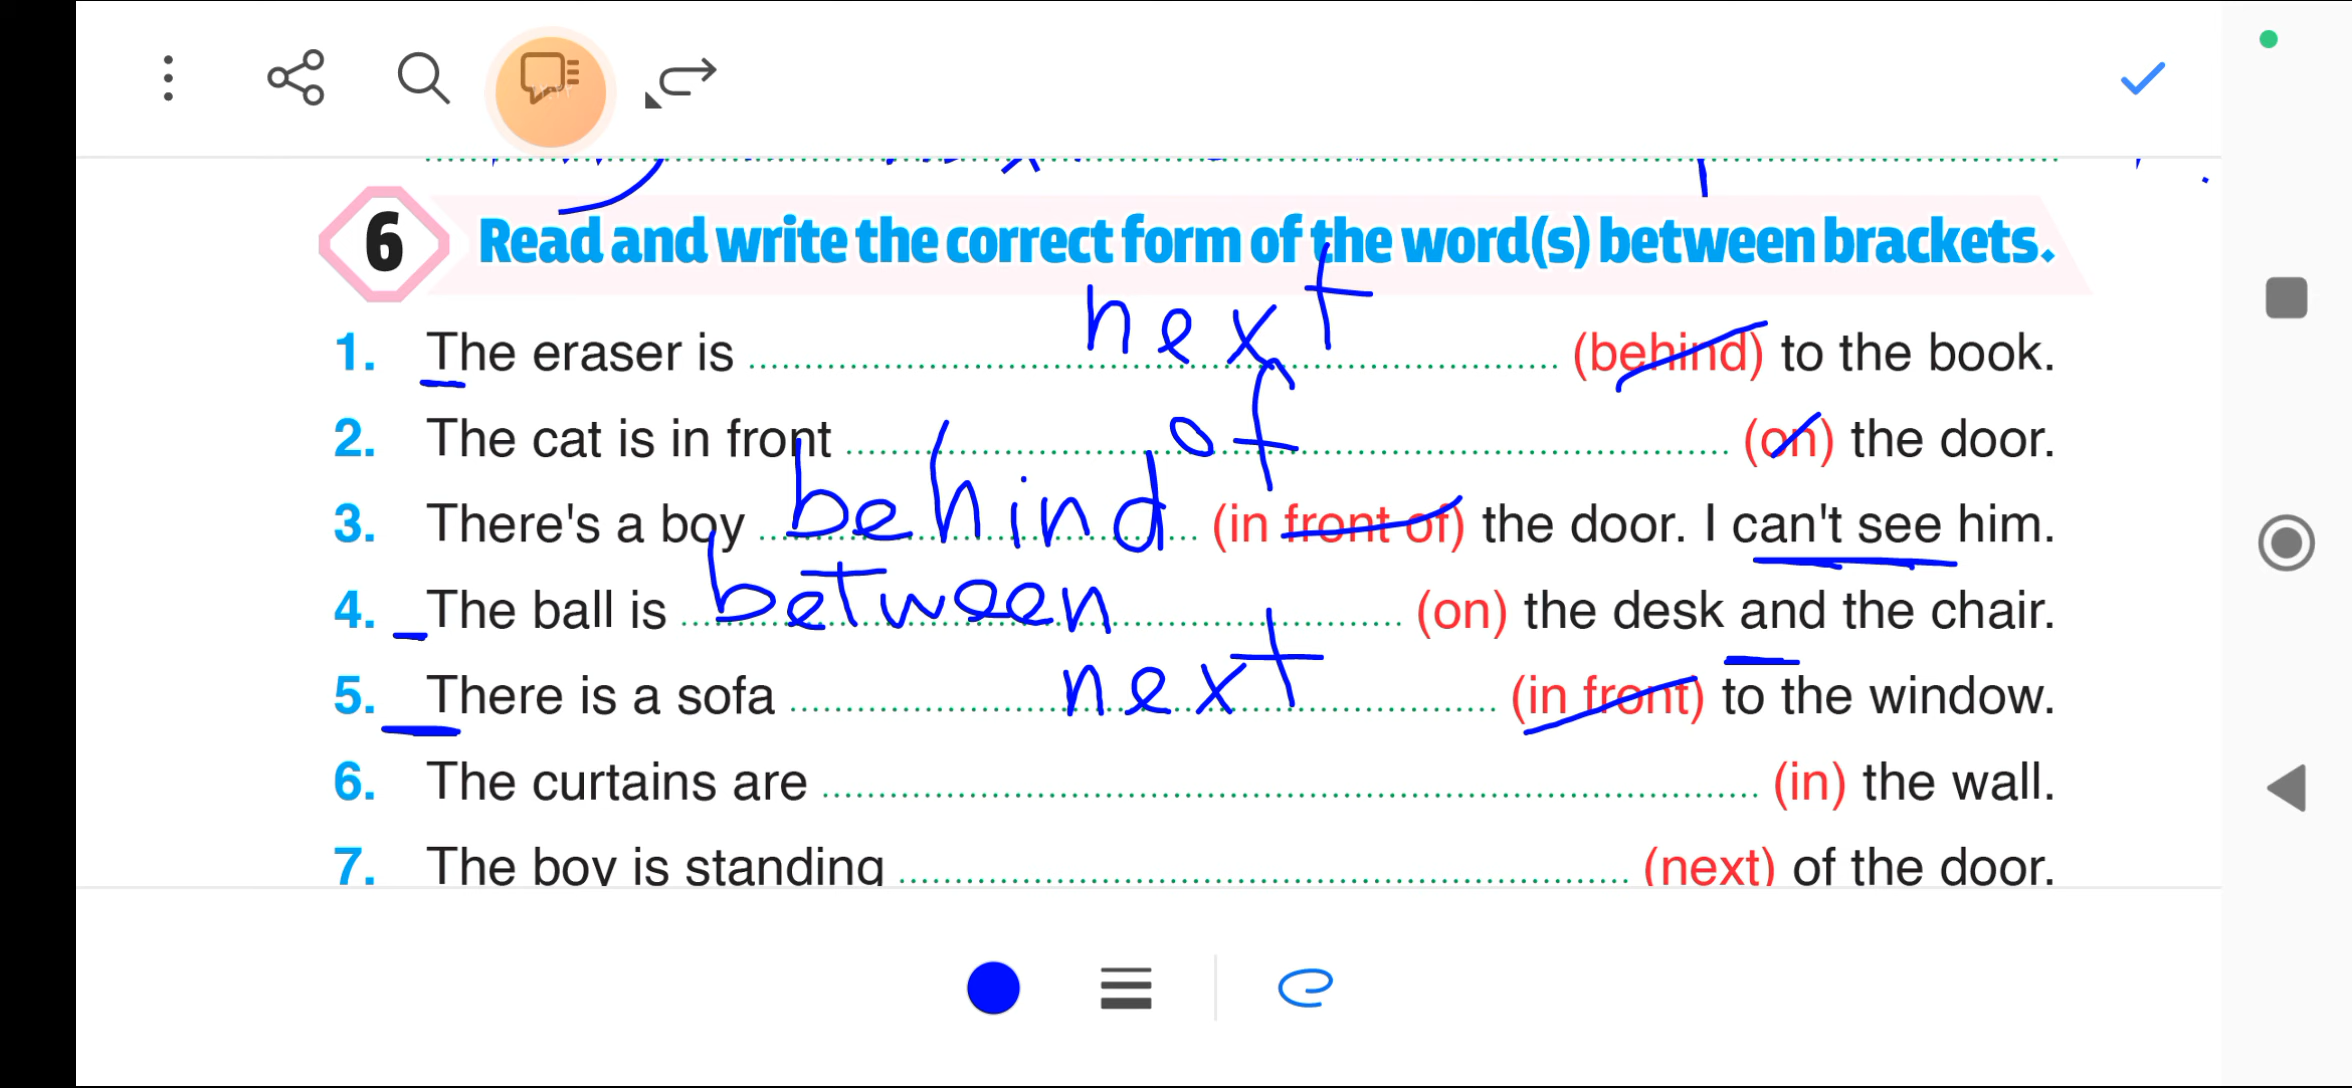 6 Read and write the correct form of the word(s) between brackets.
1. The eraser is next (behind) to the book.
2. The cat is in front of (on) the door.
3. There's a boy behind (in front of) the door. I can't see him.
4. The ball is between (on) the desk and the chair.
5. There is a sofa next (in front) to the window.
6. The curtains are (in) the wall.
7. The boy is standing (next) of the door.